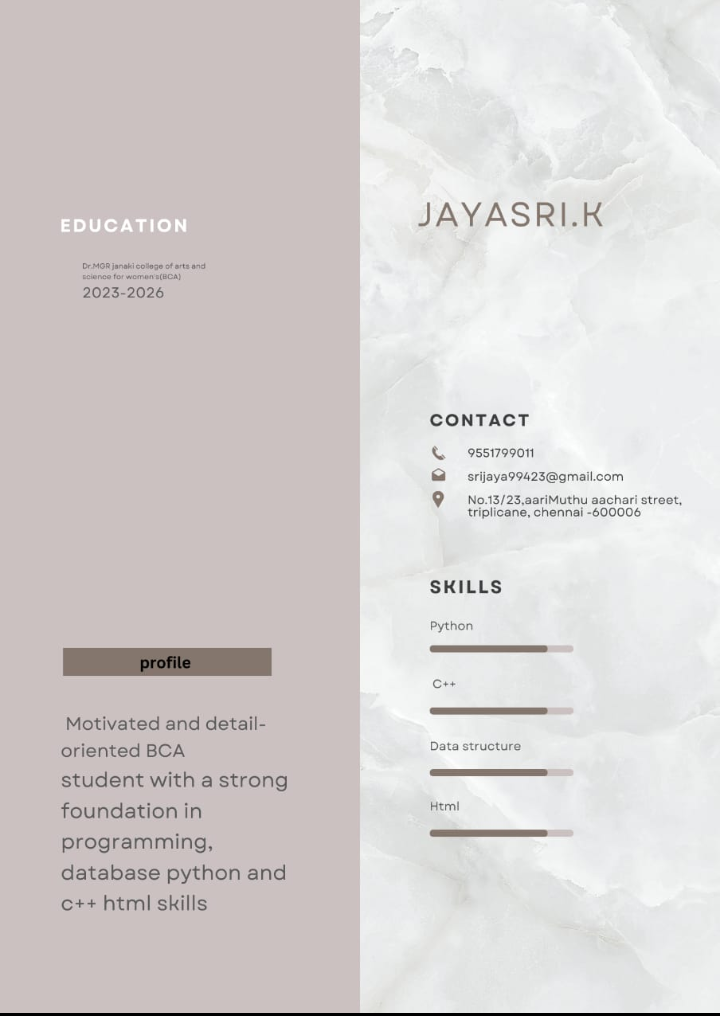 EDUCATION
Dr.MGR janaki college of arts and
science for women's(BCA)
2023-2026
profile
Motivated and detail-
oriented BCA
student with a strong
foundation in
programming,
database python and
c++ html skills
JAYASRI.K
CONTACT
9551799011
srijaya99423@gmail.com
No.13/23,aariMuthu aachari street,
triplicane, chennai -600006
SKILLS
Python
C++
Data structure
Html